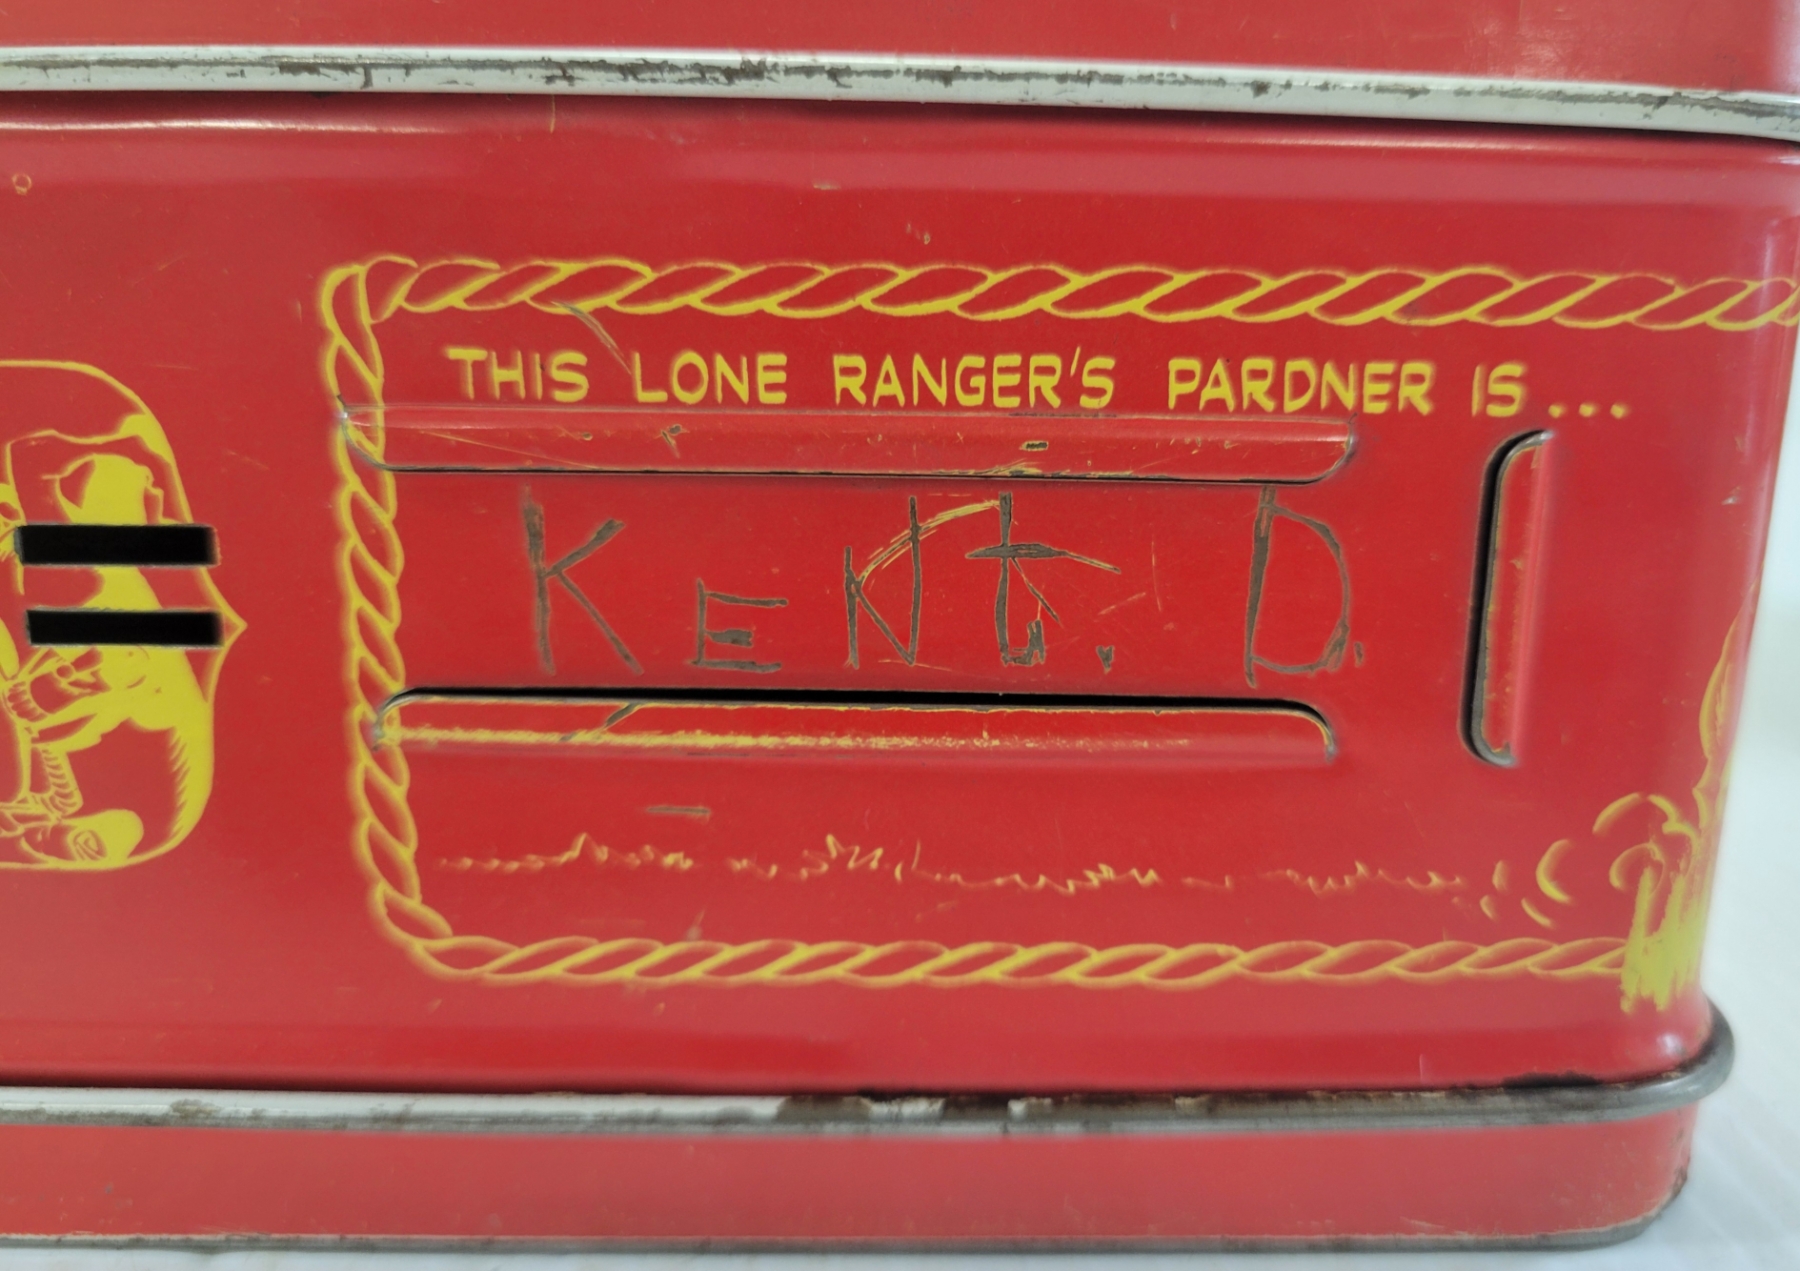 THIS LONE RANGER'S PARDNER IS...
KENt. D.